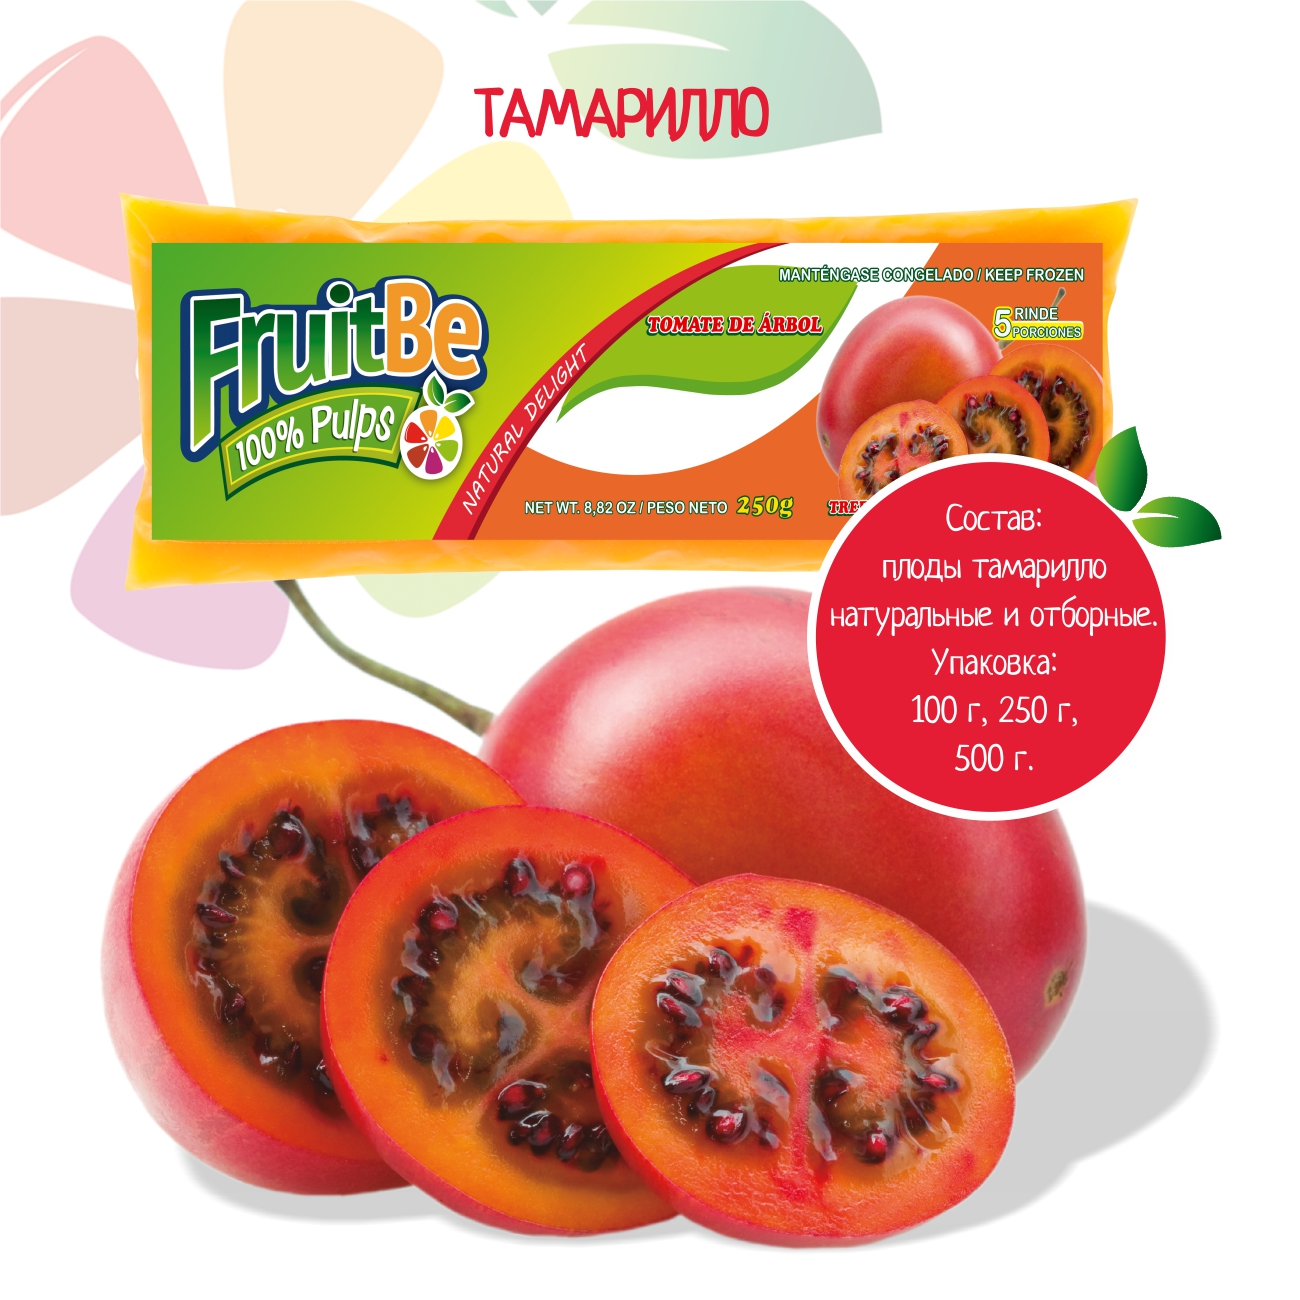 ТАМАРИЛЛО
MANTÉNGASE CONGELADO / KEEP FROZEN
FruitBe
100% Pulps
NATURAL DELIGHT
TOMATE DE ÁRBOL
5 RINDE
PORCIONES
NET WT. 8,82 OZ / PESO NETO 250g
Состав:
плоды тамарилло
натуральные и отборные.
Упаковка:
100 г, 250 г,
500 г.